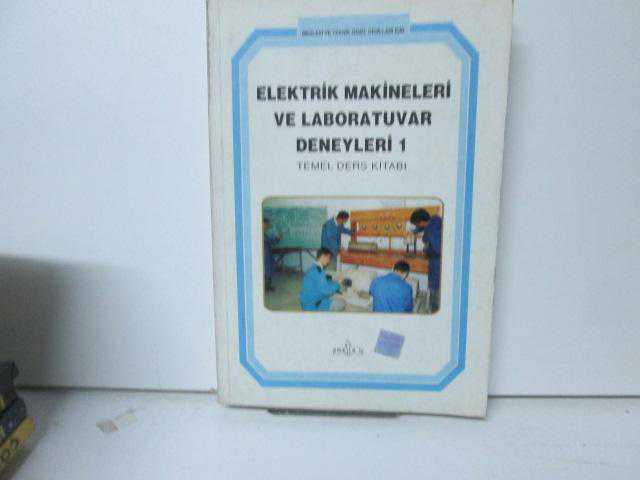 ELEKTRİK MAKİNELERİ
VE LABORATUVAR
DENEYLERİ 1
TEMEL DERS KİTABI